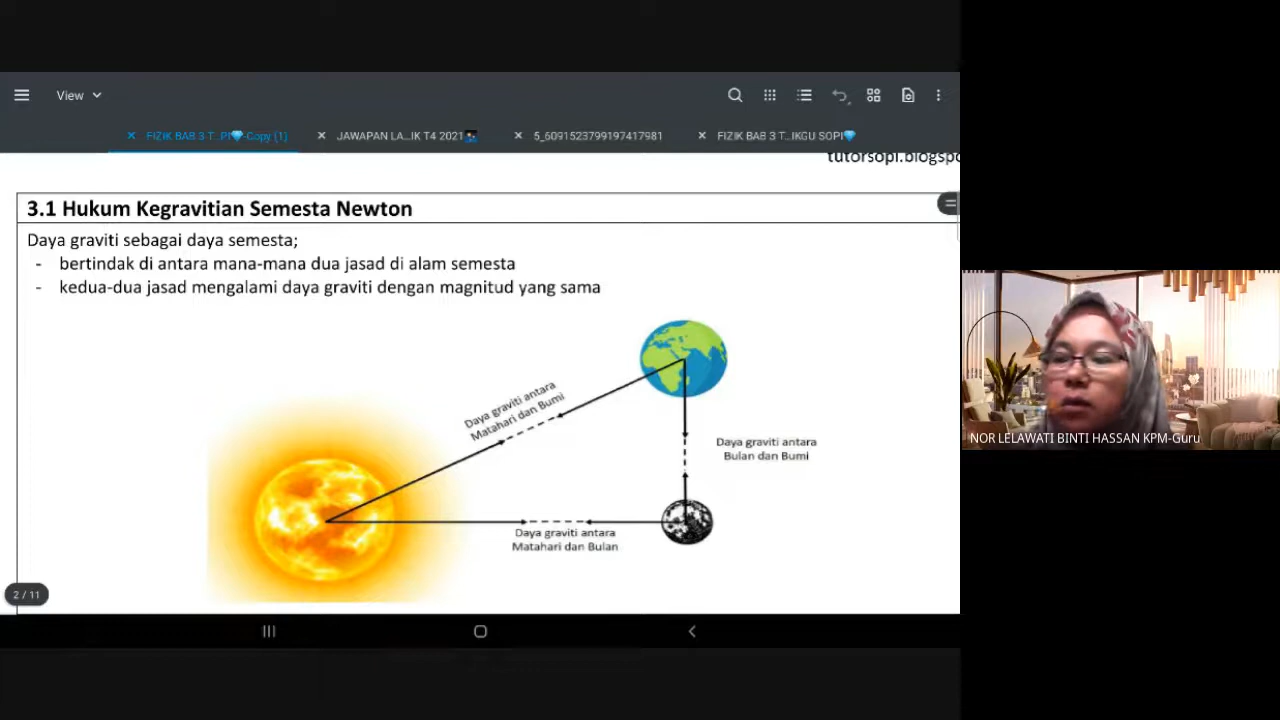 View
FIZIK BAB 3 T..PI💎-Copy (1)
JAWAPAN LA...IK T4 2021
5_6091523799197417981
FIZIK BAB 3 T...IKGU SOPI💎
tutorsopi.blogspo
3.1 Hukum Kegravitian Semesta Newton
Daya graviti sebagai daya semesta;
- bertindak di antara mana-mana dua jasad di alam semesta
- kedua-dua jasad mengalami daya graviti dengan magnitud yang sama
Daya graviti antara
Matahari dan Bumi
Daya graviti antara
Bulan dan Bumi
Daya graviti antara
Matahari dan Bulan
NOR LELAWATI BINTI HASSAN KPM-Guru
2 / 11